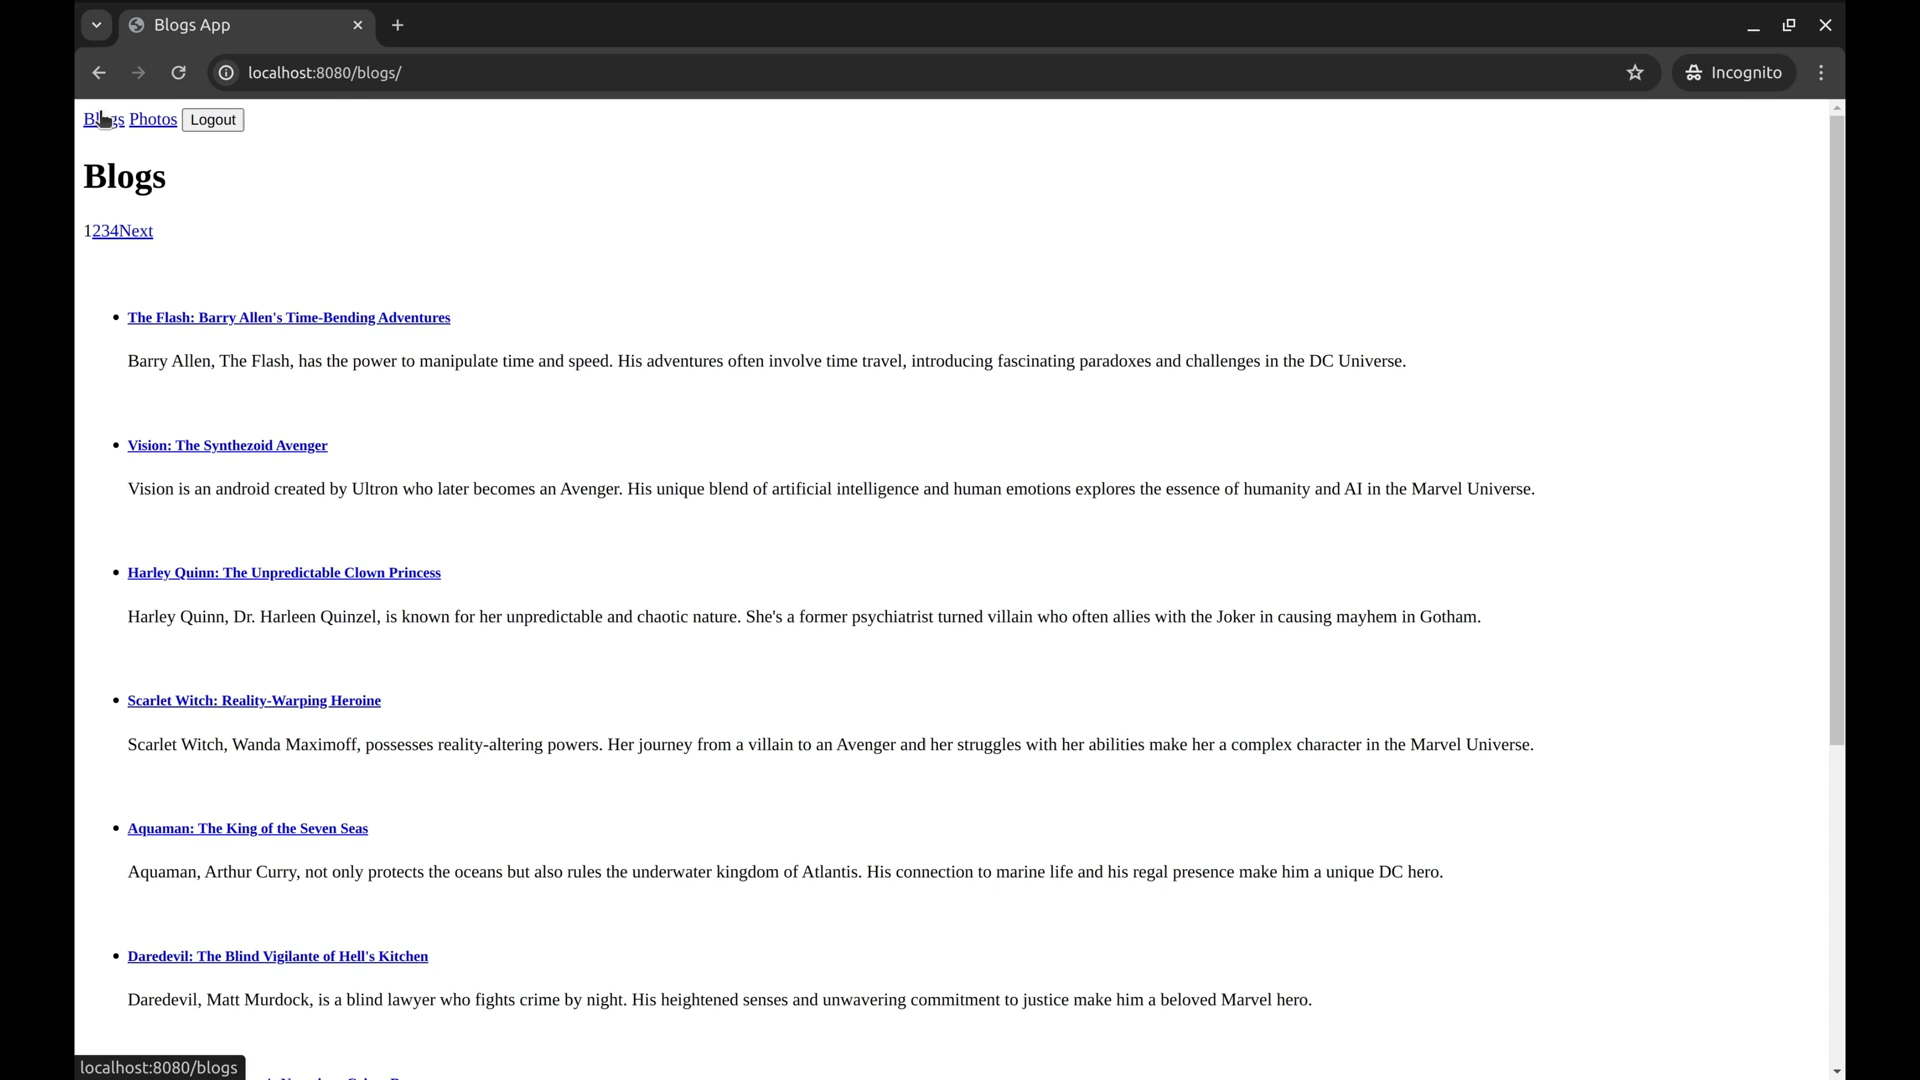 Blogs App
localhost:8080/blogs/
Incognito
Blogs Photos Logout
Blogs
1234Next
The Flash: Barry Allen's Time-Bending Adventures
Barry Allen, The Flash, has the power to manipulate time and speed. His adventures often involve time travel, introducing fascinating paradoxes and challenges in the DC Universe.
Vision: The Synthezoid Avenger
Vision is an android created by Ultron who later becomes an Avenger. His unique blend of artificial intelligence and human emotions explores the essence of humanity and AI in the Marvel Universe.
Harley Quinn: The Unpredictable Clown Princess
Harley Quinn, Dr. Harleen Quinzel, is known for her unpredictable and chaotic nature. She's a former psychiatrist turned villain who often allies with the Joker in causing mayhem in Gotham.
Scarlet Witch: Reality-Warping Heroine
Scarlet Witch, Wanda Maximoff, possesses reality-altering powers. Her journey from a villain to an Avenger and her struggles with her abilities make her a complex character in the Marvel Universe.
Aquaman: The King of the Seven Seas
Aquaman, Arthur Curry, not only protects the oceans but also rules the underwater kingdom of Atlantis. His connection to marine life and his regal presence make him a unique DC hero.
Daredevil: The Blind Vigilante of Hell's Kitchen
Daredevil, Matt Murdock, is a blind lawyer who fights crime by night. His heightened senses and unwavering commitment to justice make him a beloved Marvel hero.
localhost:8080/blogs